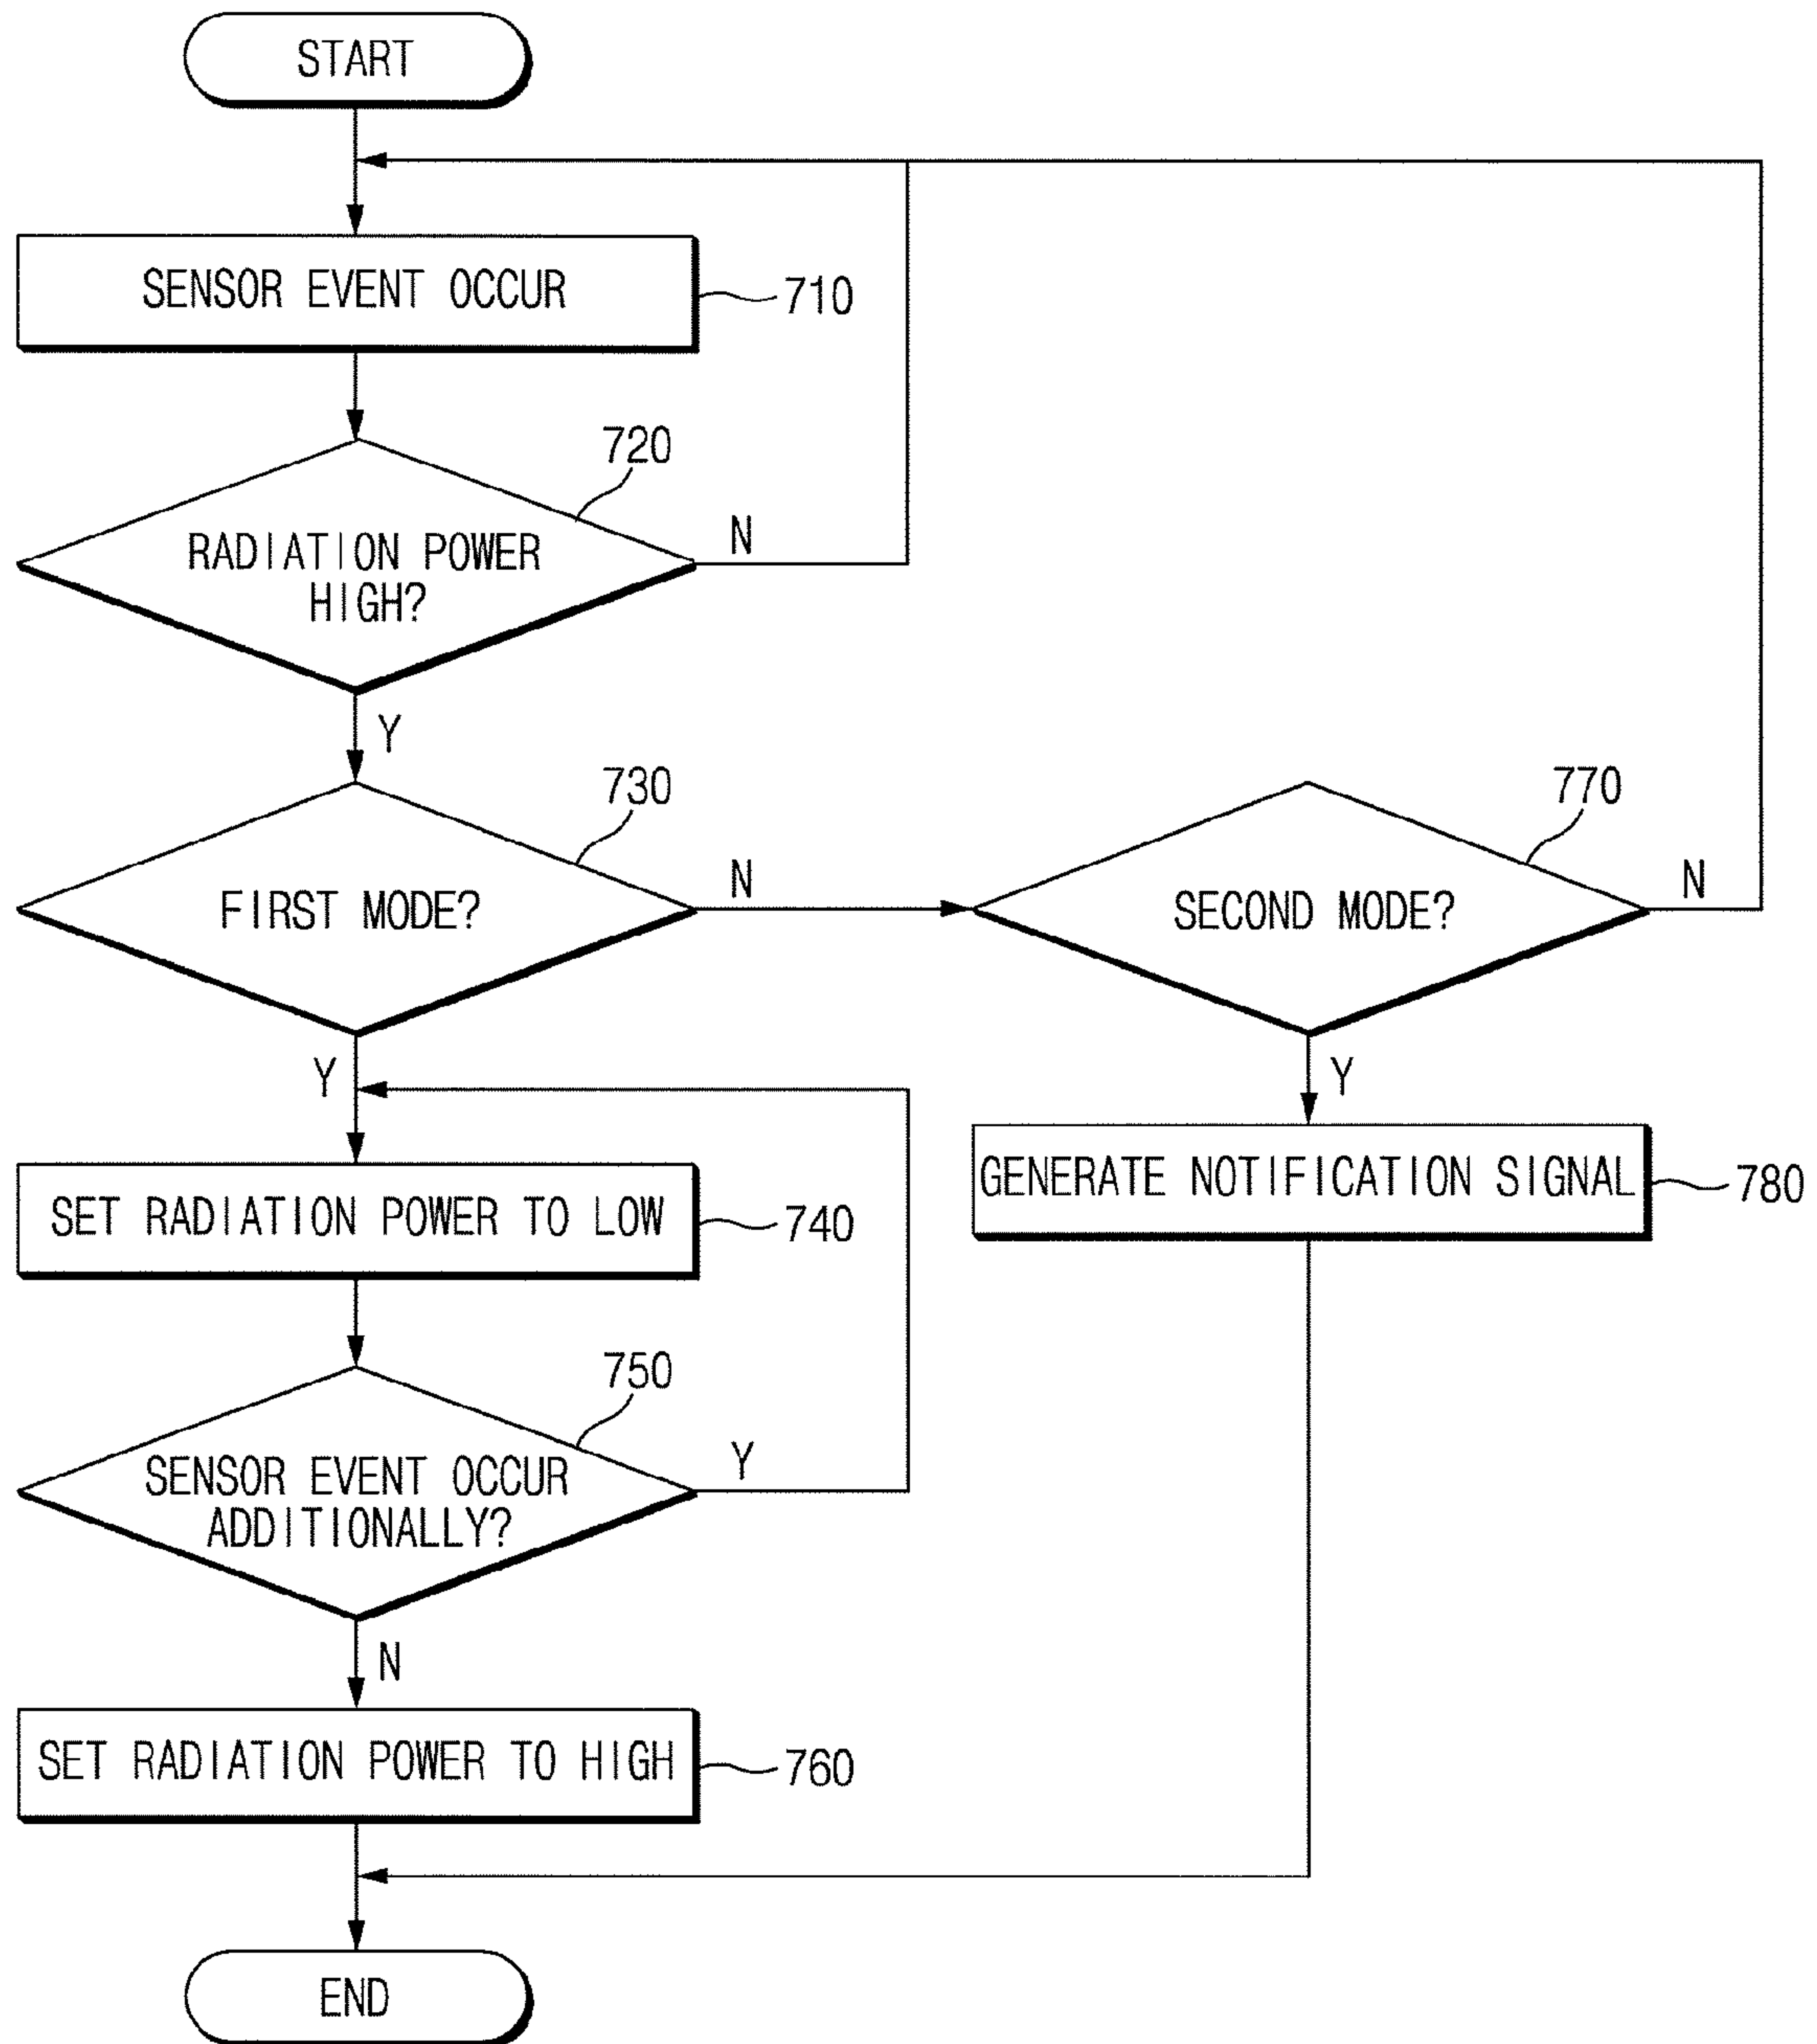 START
SENSOR EVENT OCCUR
710
720
RADIATION POWER
HIGH?
N
Y
730
FIRST MODE?
N
770
SECOND MODE?
N
Y
Y
SET RADIATION POWER TO LOW
740
GENERATE NOTIFICATION SIGNAL
780
750
SENSOR EVENT OCCUR
ADDITIONALLY?
Y
N
SET RADIATION POWER TO HIGH
760
END